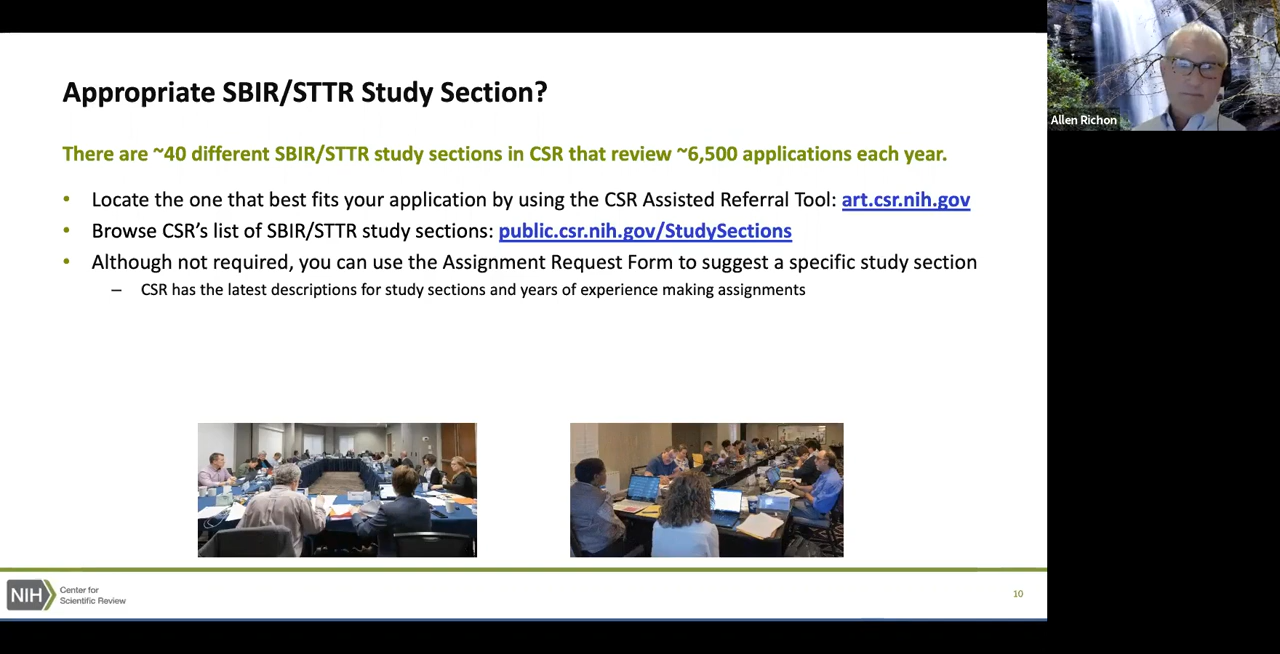 Appropriate SBIR/STTR Study Section?
There are ~40 different SBIR/STTR study sections in CSR that review ~6,500 applications each year.
• Locate the one that best fits your application by using the CSR Assisted Referral Tool: art.csr.nih.gov
• Browse CSR’s list of SBIR/STTR study sections: public.csr.nih.gov/StudySections
• Although not required, you can use the Assignment Request Form to suggest a specific study section
– CSR has the latest descriptions for study sections and years of experience making assignments
NIH
Center for
Scientific Review
10
Allen Richon